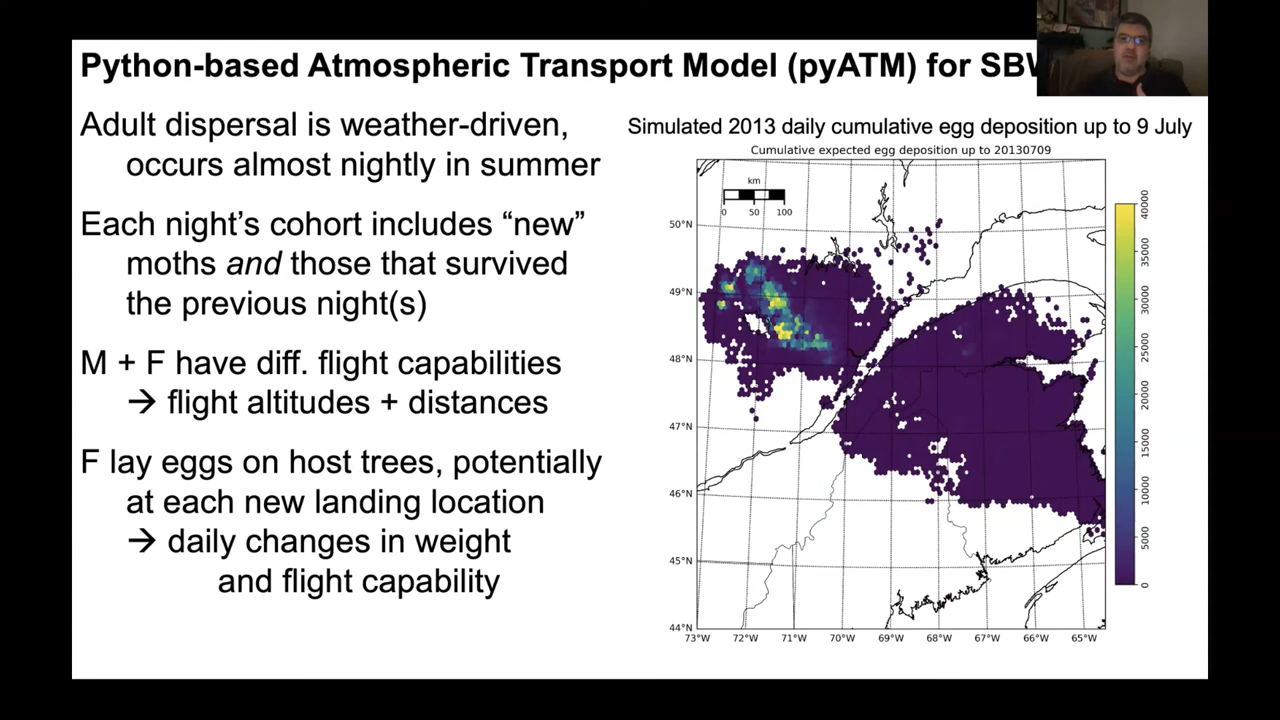 Python-based Atmospheric Transport Model (pyATM) for
Adult dispersal is weather-driven,
occurs almost nightly in summer
Each night’s cohort includes “new”
moths and those that survived
the previous night(s)
M + F have diff. flight capabilities
→ flight altitudes + distances
F lay eggs on host trees, potentially
at each new landing location
→ daily changes in weight
and flight capability
Simulated 2013 daily cumulative egg deposition up to 9 July
Cumulative expected egg deposition up to 20130709
km
0 50 100
50°N
49°N
48°N
47°N
46°N
45°N
44°N
73°W 72°W 71°W 70°W 69°W 68°W 67°W 66°W 65°W
40000
35000
30000
25000
20000
15000
10000
5000
0